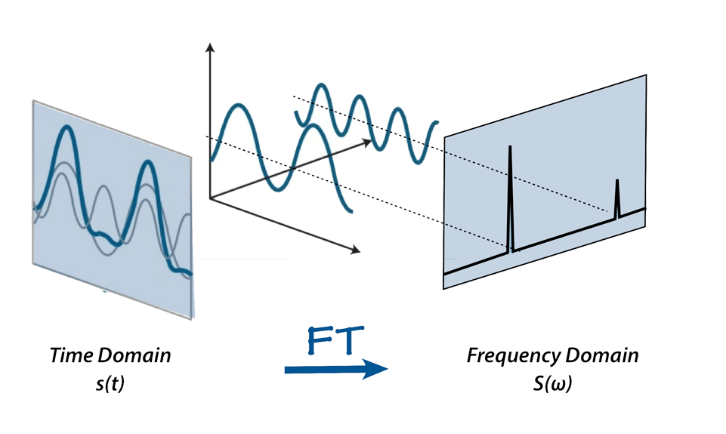 FT
Time Domain
s(t)
Frequency Domain
S(ω)